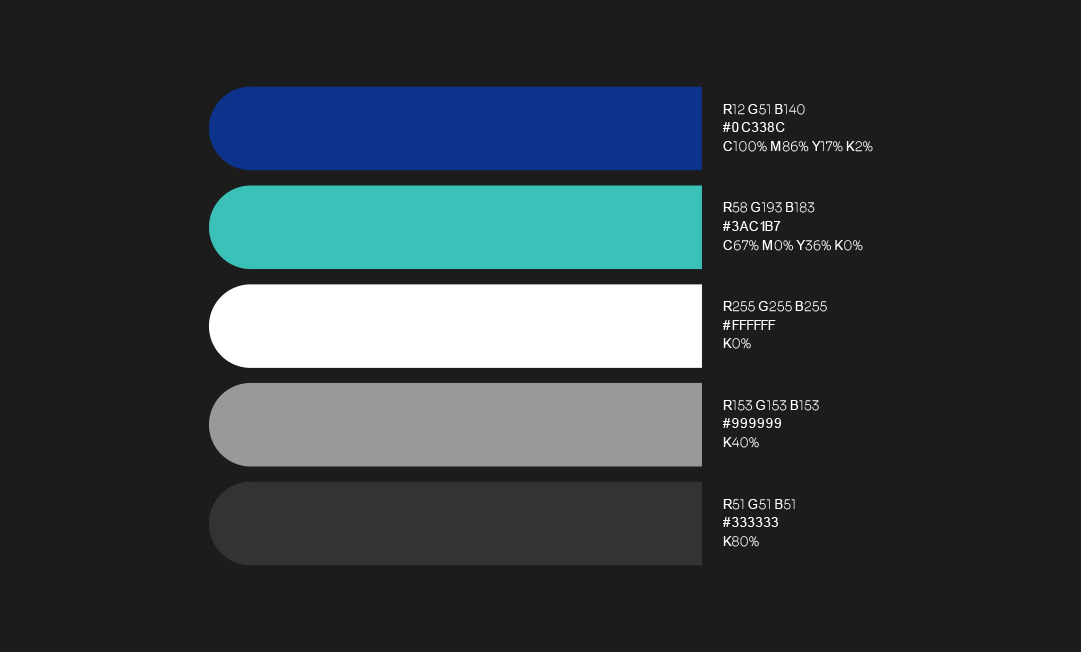 R12 G51 B140
#0C338C
C100% M86% Y17% K2%
R58 G193 B183
#3AC1B7
C67% M0% Y36% K0%
R255 G255 B255
#FFFFFF
K0%
R153 G153 B153
#999999
K40%
R51 G51 B51
#333333
K80%